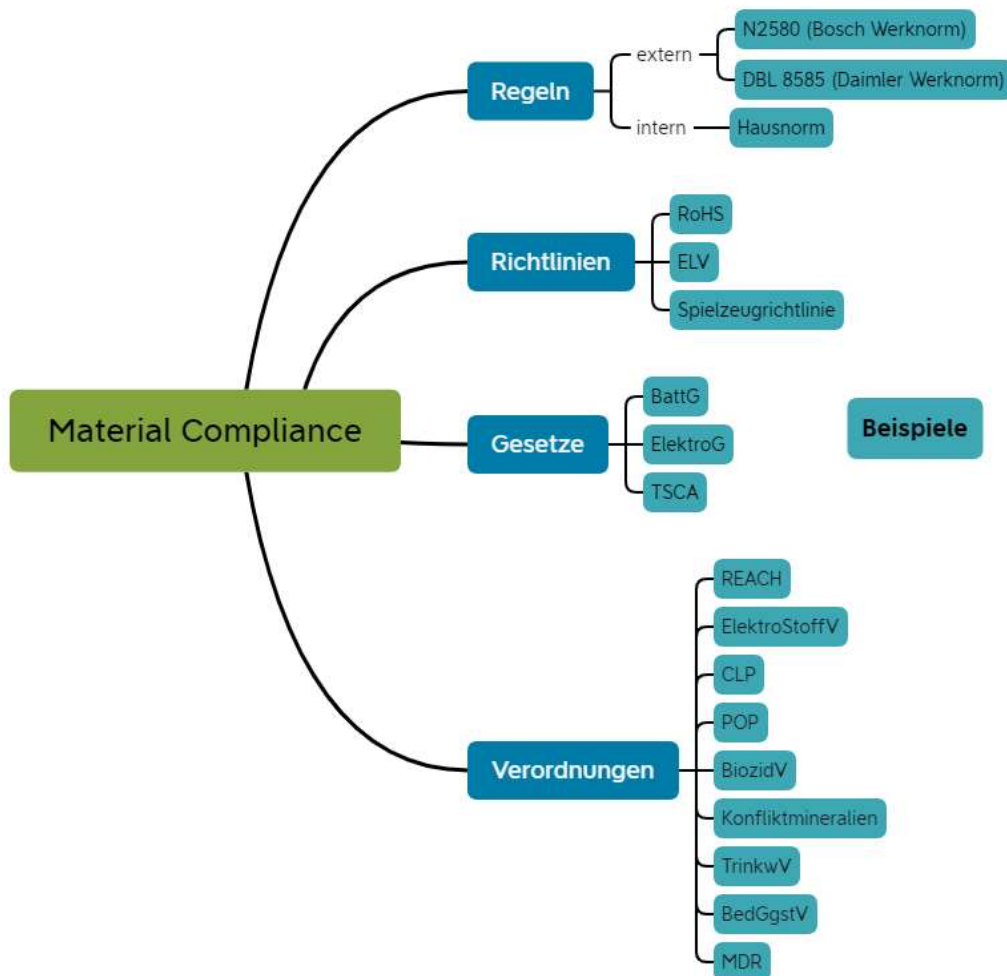 Material Compliance
Regeln
extern
N2580 (Bosch Werknorm)
DBL 8585 (Daimler Werknorm)
intern
Hausnorm
Richtlinien
RoHS
ELV
Spielzeugrichtlinie
Gesetze
BattG
ElektroG
TSCA
Beispiele
Verordnungen
REACH
ElektroStoffV
CLP
POP
BiozidV
Konfliktmineralien
TrinkwV
BedGgstV
MDR